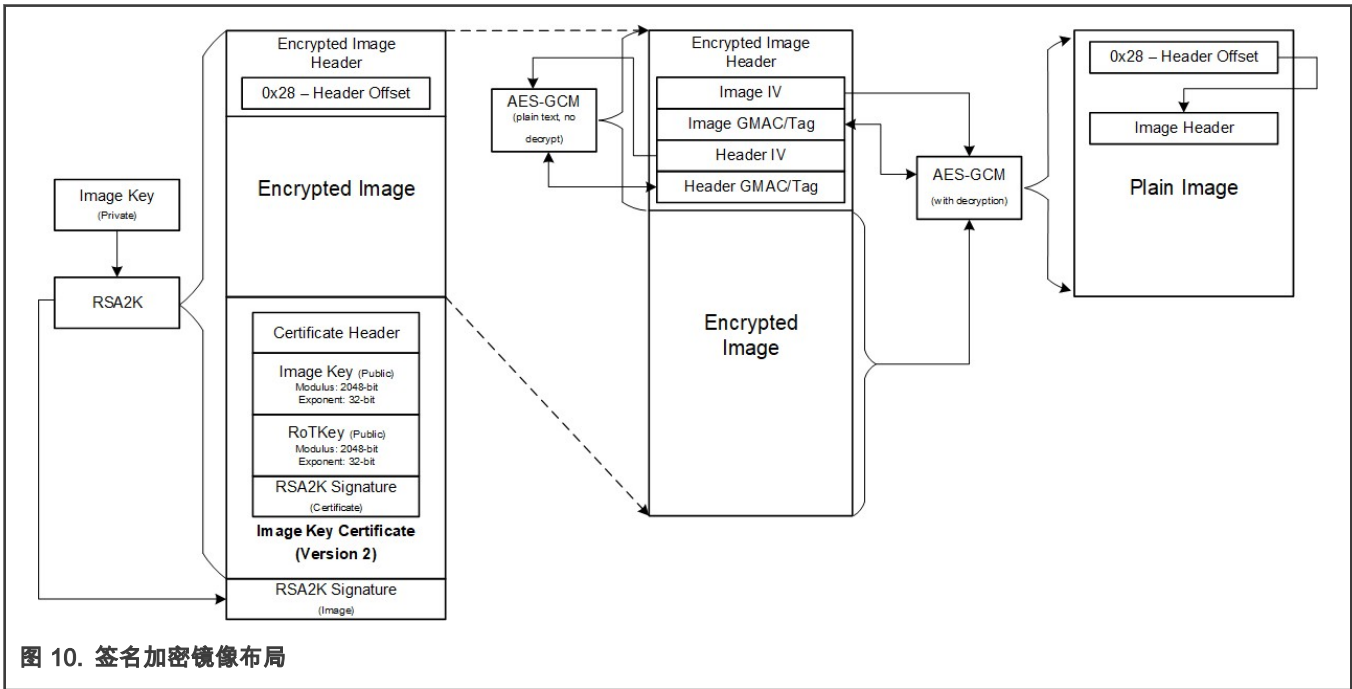 Image Key
(Private)
RSA2K
Encrypted Image
Header
0x28 – Header Offset
Encrypted Image
Certificate Header
Image Key (Public)
Modulus: 2048-bit
Exponent: 32-bit
RoTKey (Public)
Modulus: 2048-bit
Exponent: 32-bit
RSA2K Signature
(Certificate)
Image Key Certificate
(Version 2)
RSA2K Signature
(Image)
AES-GCM
(plain text, no
decrypt)
Encrypted Image
Header
Image IV
Image GMAC/Tag
Header IV
Header GMAC/Tag
Encrypted
Image
AES-GCM
(with decryption)
0x28 – Header Offset
Image Header
Plain Image
图 10. 签名加密镜像布局